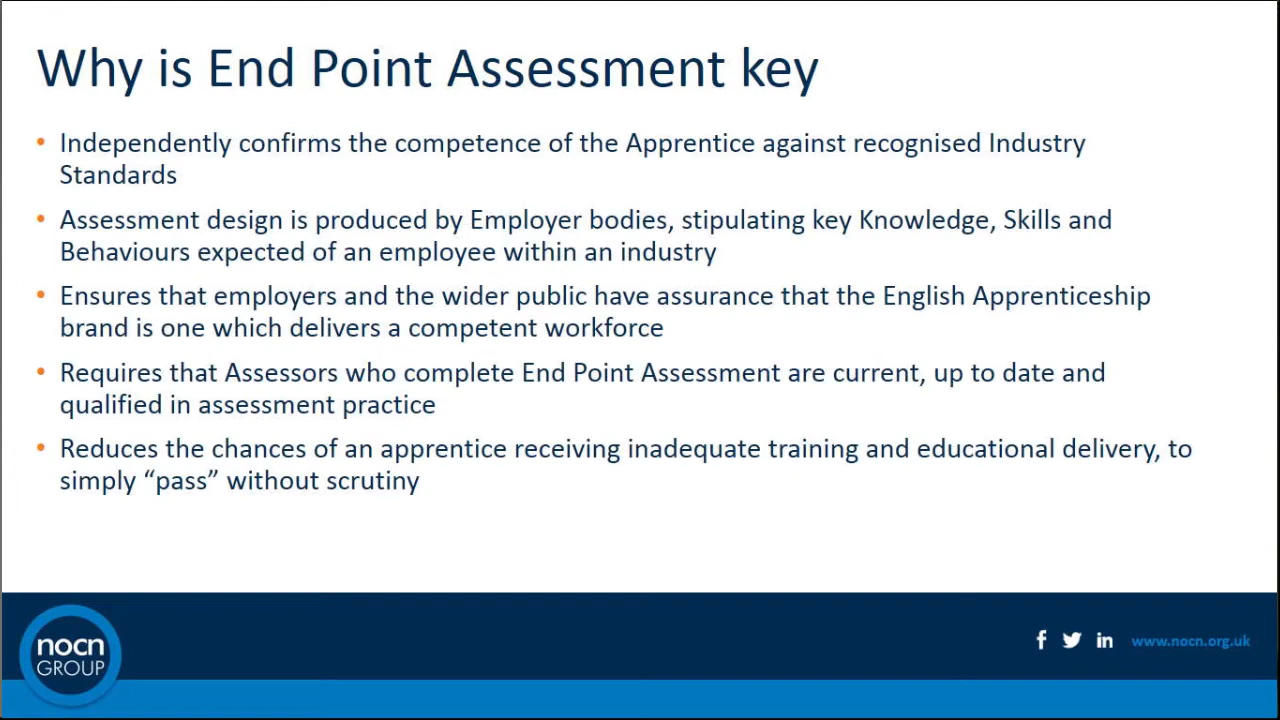 Why is End Point Assessment key
• Independently confirms the competence of the Apprentice against recognised Industry
Standards
• Assessment design is produced by Employer bodies, stipulating key Knowledge, Skills and
Behaviours expected of an employee within an industry
• Ensures that employers and the wider public have assurance that the English Apprenticeship
brand is one which delivers a competent workforce
• Requires that Assessors who complete End Point Assessment are current, up to date and
qualified in assessment practice
• Reduces the chances of an apprentice receiving inadequate training and educational delivery, to
simply “pass” without scrutiny
nocn
GROUP
www.nocn.org.uk